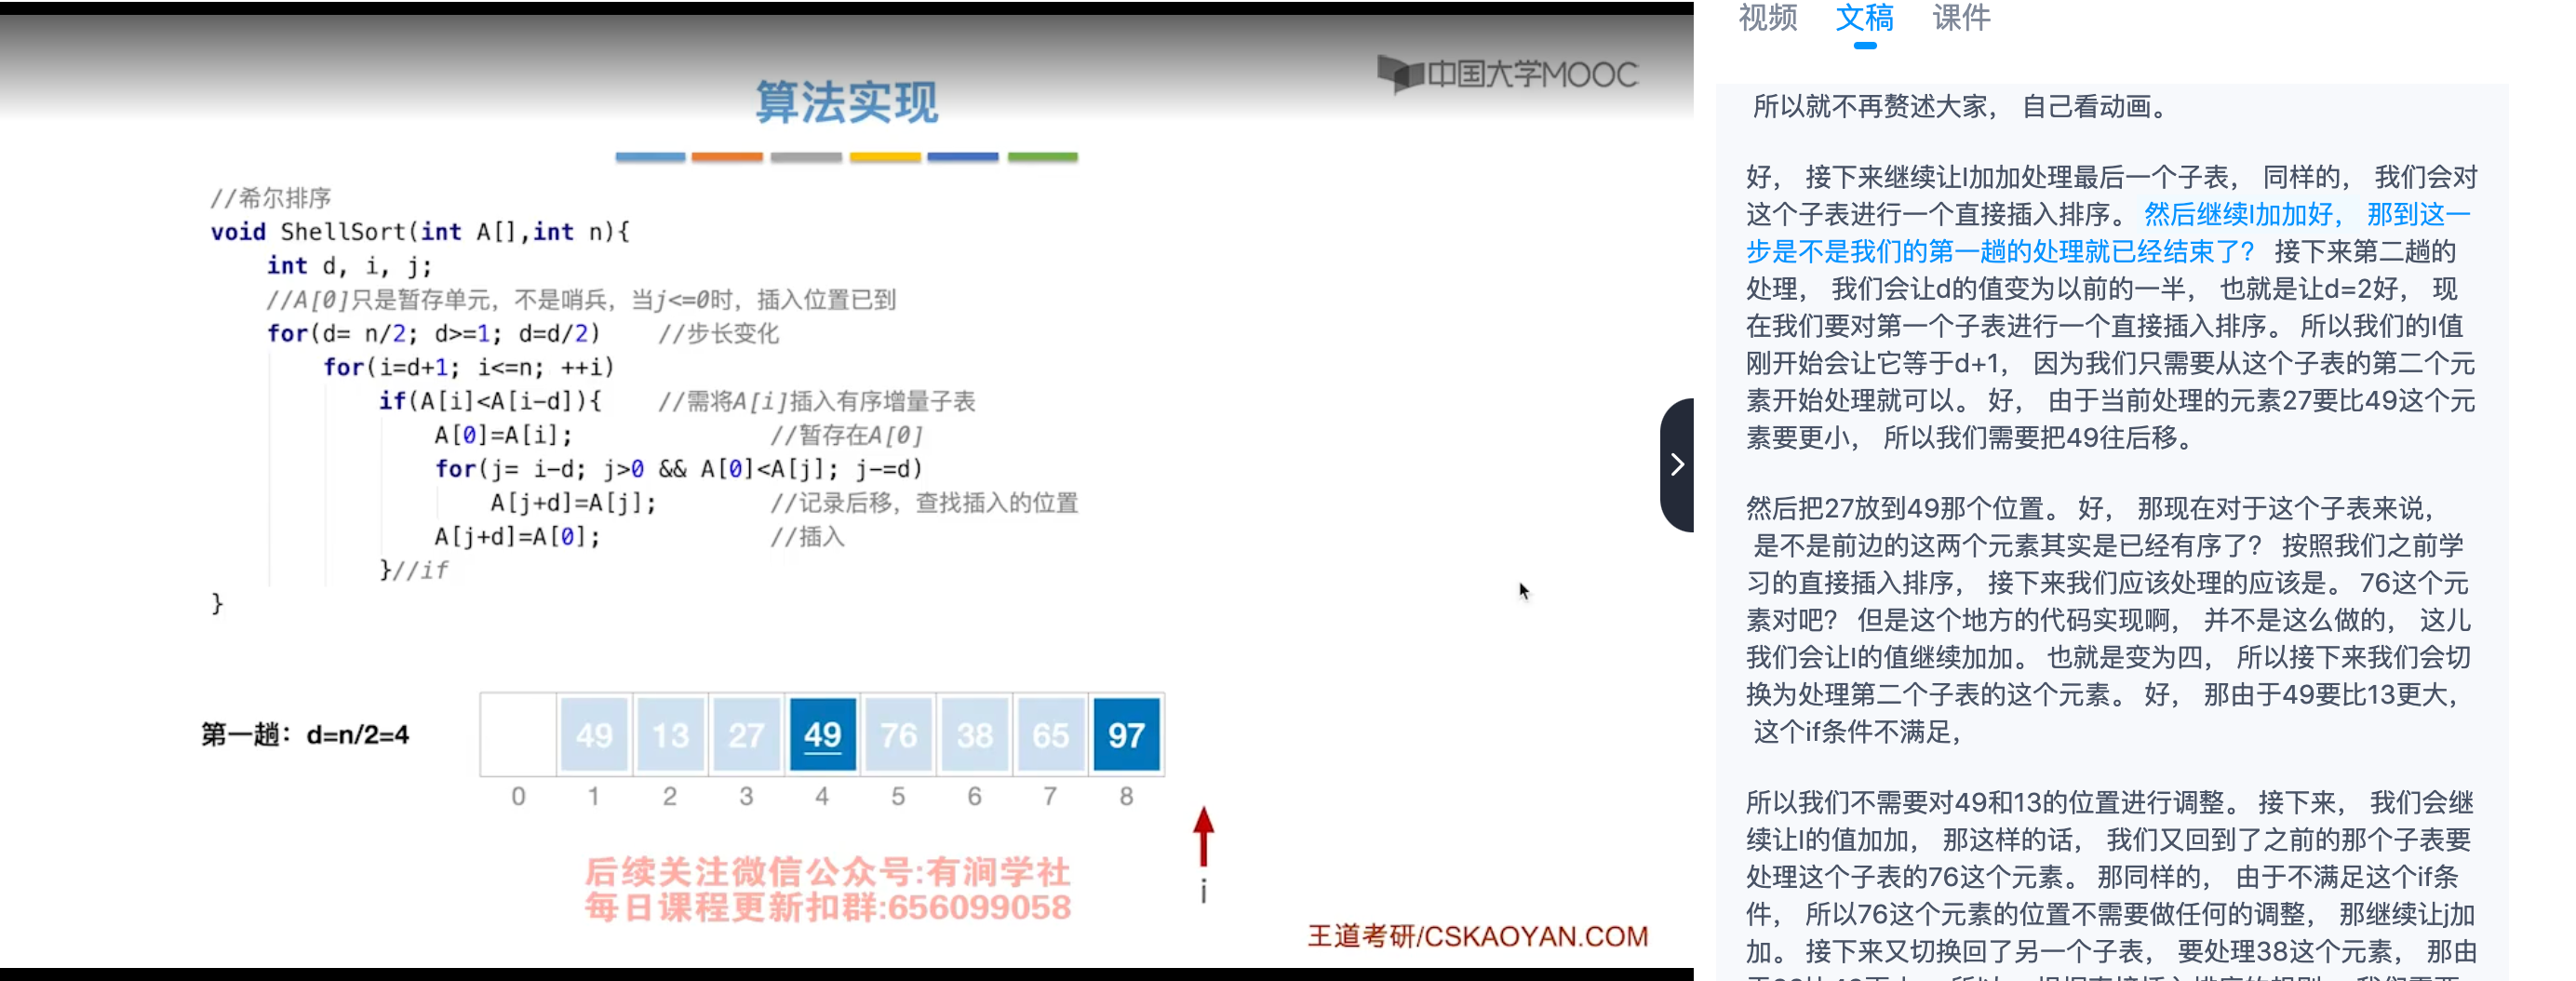 中国大学MOOC
算法实现
//希尔排序
void ShellSort(int A[],int n){
int d, i, j;
//A[0]只是暂存单元，不是哨兵，当j<=0时，插入位置已到
for(d= n/2; d>=1; d=d/2) //步长变化
for(i=d+1; i<=n; ++i)
if(A[i]<A[i-d]){ //需将A[i]插入有序增量子表
A[0]=A[i]; //暂存在A[0]
for(j= i-d; j>0 && A[0]<A[j]; j-=d)
A[j+d]=A[j]; //记录后移，查找插入的位置
A[j+d]=A[0]; //插入
}//if
}
第一趟：d=n/2=4
49 13 27 49 76 38 65 97
0 1 2 3 4 5 6 7 8
i
后续关注微信公众号:有涧学社
每日课程更新扣群:656099058
王道考研/CSKAOYAN.COM
视频 文稿 课件
所以就不再赘述大家， 自己看动画。
好， 接下来继续让I加加处理最后一个子表， 同样的， 我们会对
这个子表进行一个直接插入排序。 然后继续I加加好， 那到这一
步是不是我们的第一趟的处理就已经结束了？ 接下来第二趟的
处理， 我们会让d的值变为以前的一半， 也就是让d=2好， 现
在我们要对第一个子表进行一个直接插入排序。 所以我们的I值
刚开始会让它等于d+1， 因为我们只需要从这个子表的第二个元
素开始处理就可以。 好， 由于当前处理的元素27要比49这个元
素要更小， 所以我们需要把49往后移。
然后把27放到49那个位置。 好， 那现在对于这个子表来说，
是不是前边的这两个元素其实是已经有序了？ 按照我们之前学
习的直接插入排序， 接下来我们应该处理的应该是。 76这个元
素对吧？ 但是这个地方的代码实现啊， 并不是这么做的， 这儿
我们会让I的值继续加加。 也就是变为四， 所以接下来我们会切
换为处理第二个子表的这个元素。 好， 那由于49要比13更大，
这个if条件不满足，
所以我们不需要对49和13的位置进行调整。 接下来， 我们会继
续让I的值加加， 那这样的话， 我们又回到了之前的那个子表要
处理这个子表的76这个元素。 那同样的， 由于不满足这个if条
件， 所以76这个元素的位置不需要做任何的调整， 那继续让j加
加。 接下来又切换回了另一个子表， 要处理38这个元素， 那由